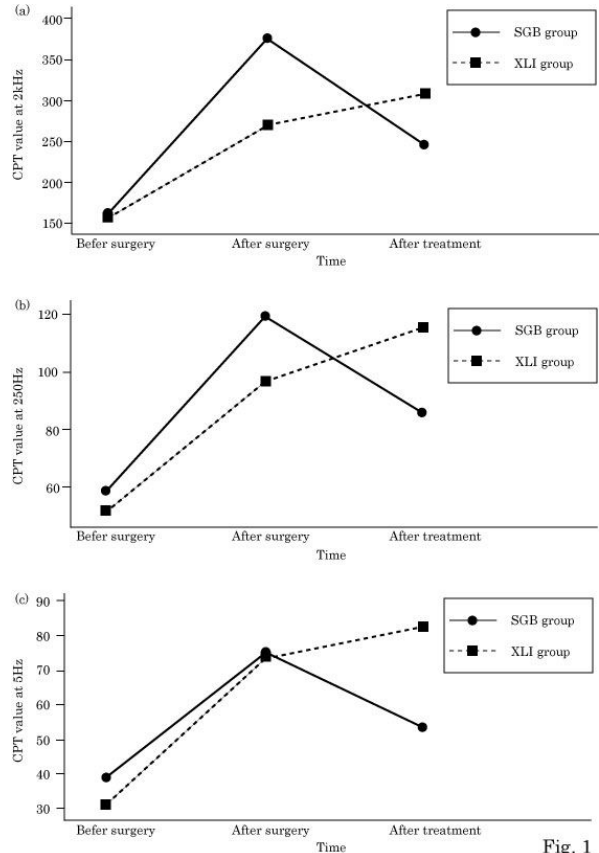 (a)
400
350
300
250
200
150
CPT value at 2kHz
SGB group
XLI group
Befer surgery After surgery After treatment
Time
(b)
120
100
80
60
CPT value at 250Hz
SGB group
XLI group
Befer surgery After surgery After treatment
Time
(c)
90
80
70
60
50
40
30
CPT value at 5Hz
SGB group
XLI group
Befer surgery After surgery After treatment
Time
Fig. 1